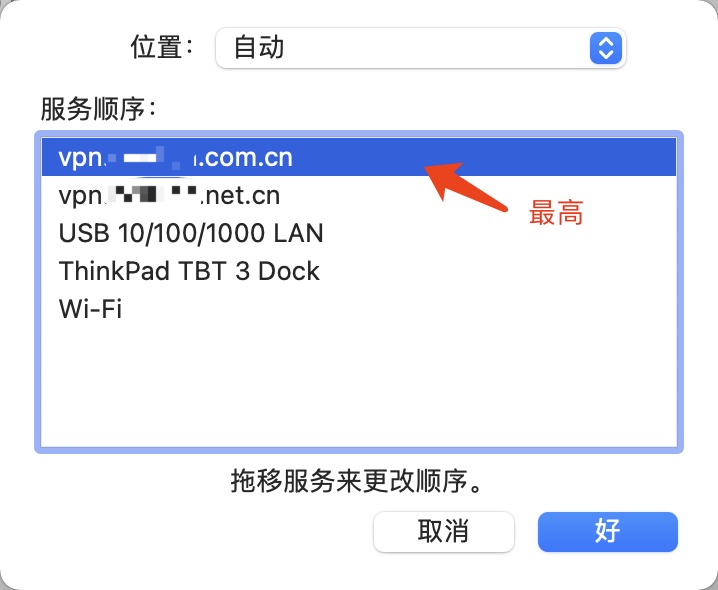 位置：
自动
服务顺序：
vpn. .com.cn
最高
vpn. .net.cn
USB 10/100/1000 LAN
ThinkPad TBT 3 Dock
Wi-Fi
拖移服务来更改顺序。
取消
好